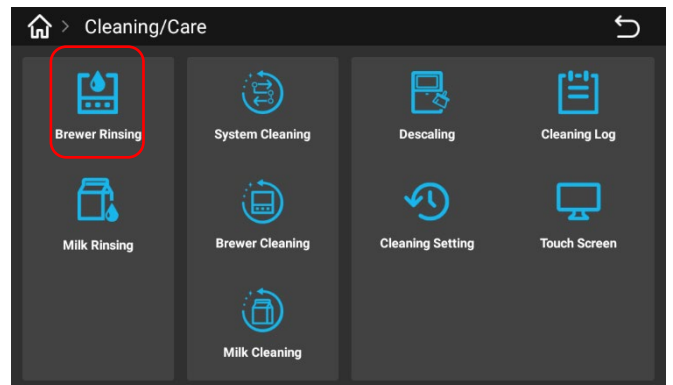 > Cleaning/Care
Brewer Rinsing
System Cleaning
Descaling
Cleaning Log
Milk Rinsing
Brewer Cleaning
Cleaning Setting
Touch Screen
Milk Cleaning